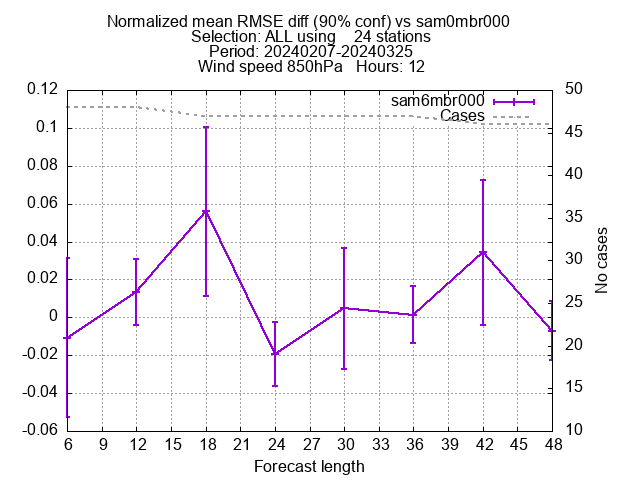 Normalized mean RMSE diff (90% conf) vs sam0mbr000
Selection: ALL using    24 stations
Period: 20240207-20240325
Wind speed 850hPa   Hours: 12
sam6mbr000
Cases
0.12
0.1
0.08
0.06
0.04
0.02
0
-0.02
-0.04
-0.06
50
45
40
35
30
25
20
15
10
No cases
6 9 12 15 18 21 24 27 30 33 36 39 42 45 48
Forecast length